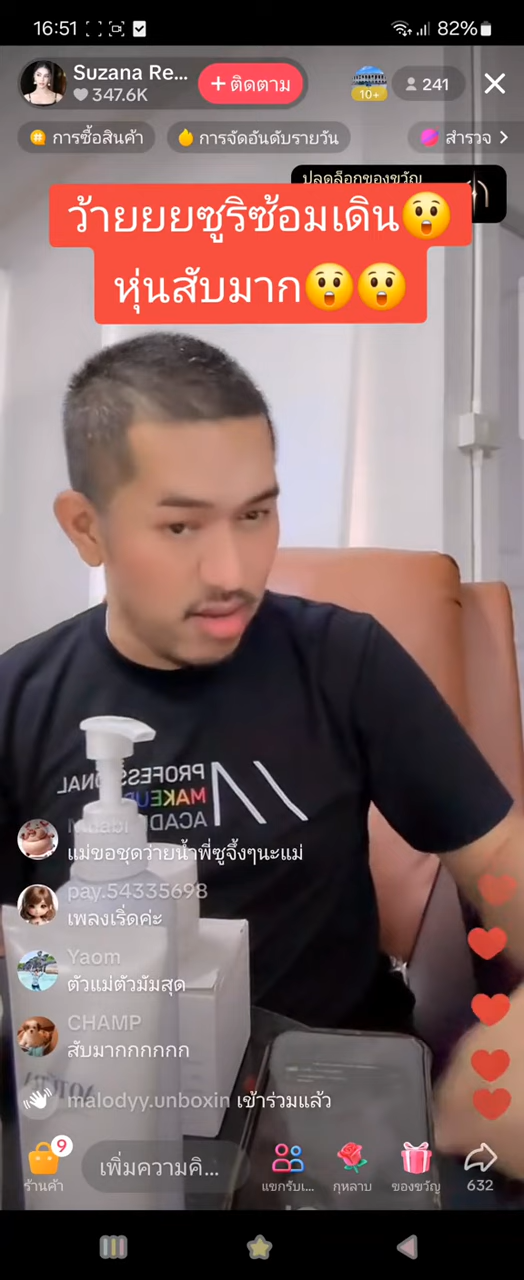 16:51
82%
Suzana Re...
347.6K
+ ติดตาม
10+
241
การซื้อสินค้า
การจัดอันดับรายวัน
สำรวจ
ปลดล็อกของขวัญ
ว้ายยยซูริซ้อมเดิน😲
หุ่นสับมาก😲😲
PROFESSIONAL
MAKEUP
ACAD
แม่ขอชุดว่ายน้ำพี่ซูจึ้งๆนะแม่
pay.54335698
เพลงเริ่ดค่ะ
Yaom
ตัวแม่ตัวมัมสุด
CHAMP
สับมากกกกกก
malodyy.unboxin เข้าร่วมแล้ว
9
ร้านค้า
เพิ่มความคิ...
แขกรับเ...
กุหลาบ
ของขวัญ
632